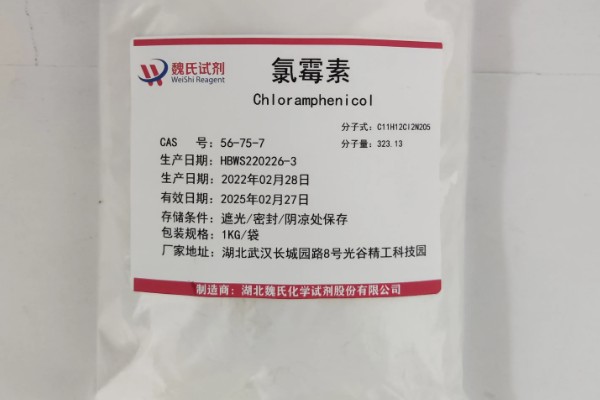 魏氏试剂
WeiShi Reagent
氯霉素
Chloramphenicol
分子式：C11H12Cl2N2O5
CAS 号：56-75-7 分子量：323.13
生产日期：HBWS220226-3
生产日期：2022年02月28日
有效日期：2025年02月27日
存储条件：遮光/密封/阴凉处保存
包装规格：1KG/袋
厂家地址：湖北武汉长城园路8号光谷精工科技园
制造商：湖北魏氏化学试剂股份有限公司